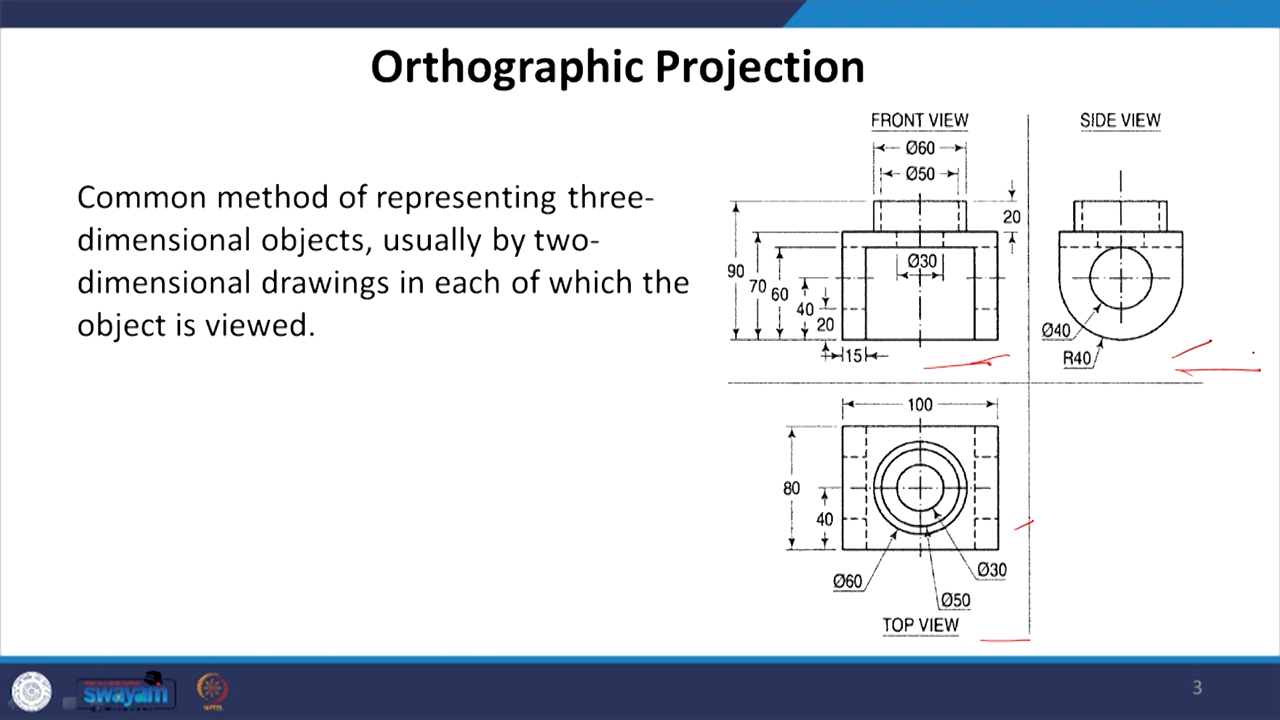 Orthographic Projection
Common method of representing three-
dimensional objects, usually by two-
dimensional drawings in each of which the
object is viewed.
FRONT VIEW
SIDE VIEW
Ø60
Ø50
20
Ø30
90
70
60
40
20
15
Ø40
R40
100
80
40
Ø30
Ø60
Ø50
TOP VIEW
swayam
3